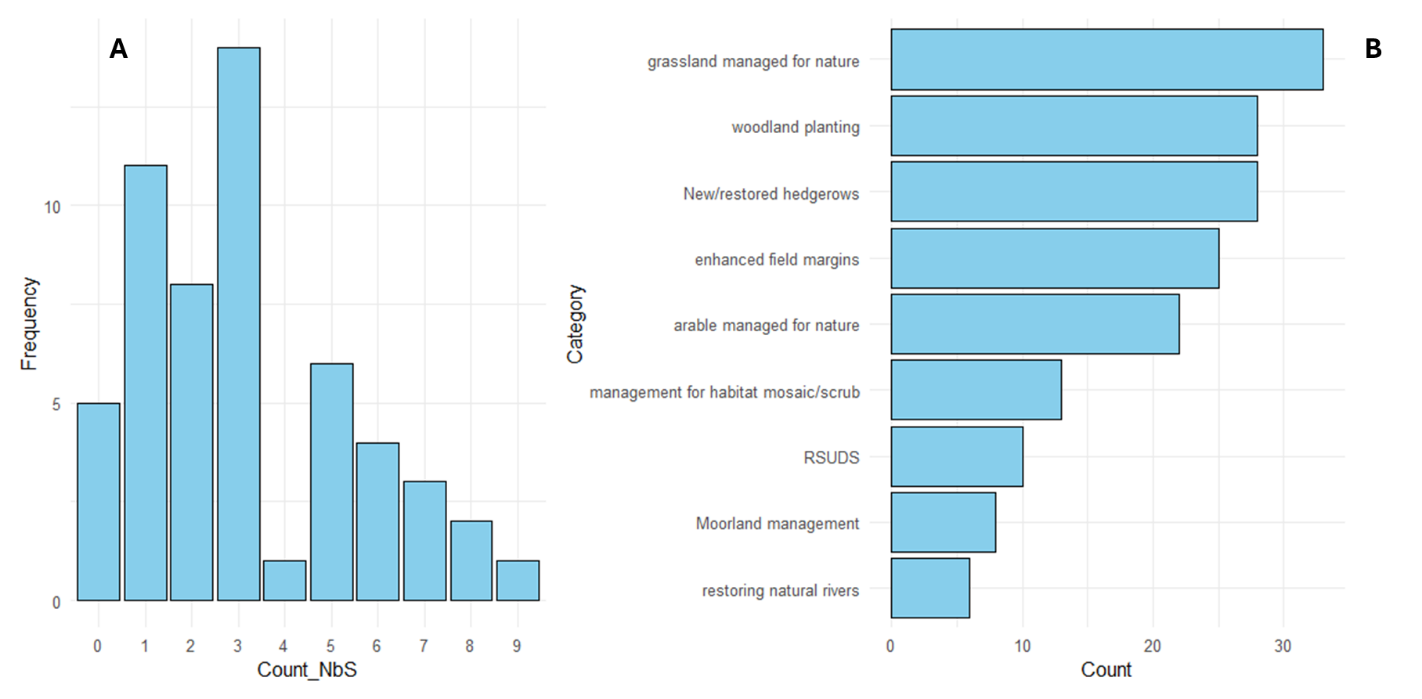 A
Frequency
10
5
0
0 1 2 3 4 5 6 7 8 9
Count_NbS
B
Category
grassland managed for nature
woodland planting
New/restored hedgerows
enhanced field margins
arable managed for nature
management for habitat mosaic/scrub
RSUDS
Moorland management
restoring natural rivers
0 10 20 30
Count